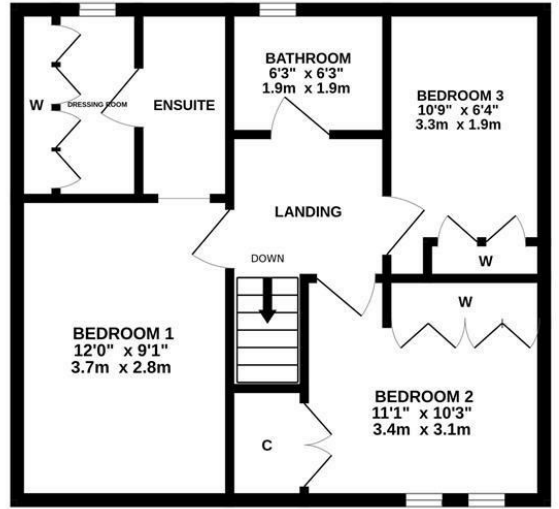 W
DRESSING ROOM
ENSUITE
BATHROOM
6'3" x 6'3"
1.9m x 1.9m
BEDROOM 3
10'9" x 6'4"
3.3m x 1.9m
W
LANDING
DOWN
W
BEDROOM 1
12'0" x 9'1"
3.7m x 2.8m
BEDROOM 2
11'1" x 10'3"
3.4m x 3.1m
C